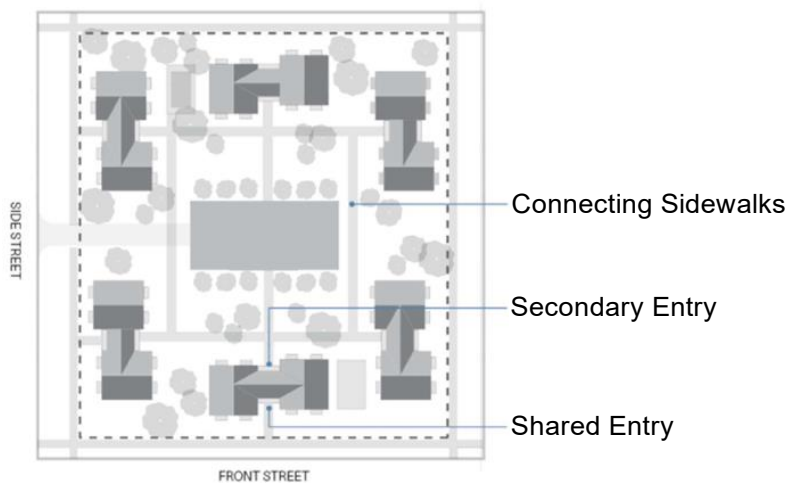 SIDE STREET
Connecting Sidewalks
Secondary Entry
Shared Entry
FRONT STREET